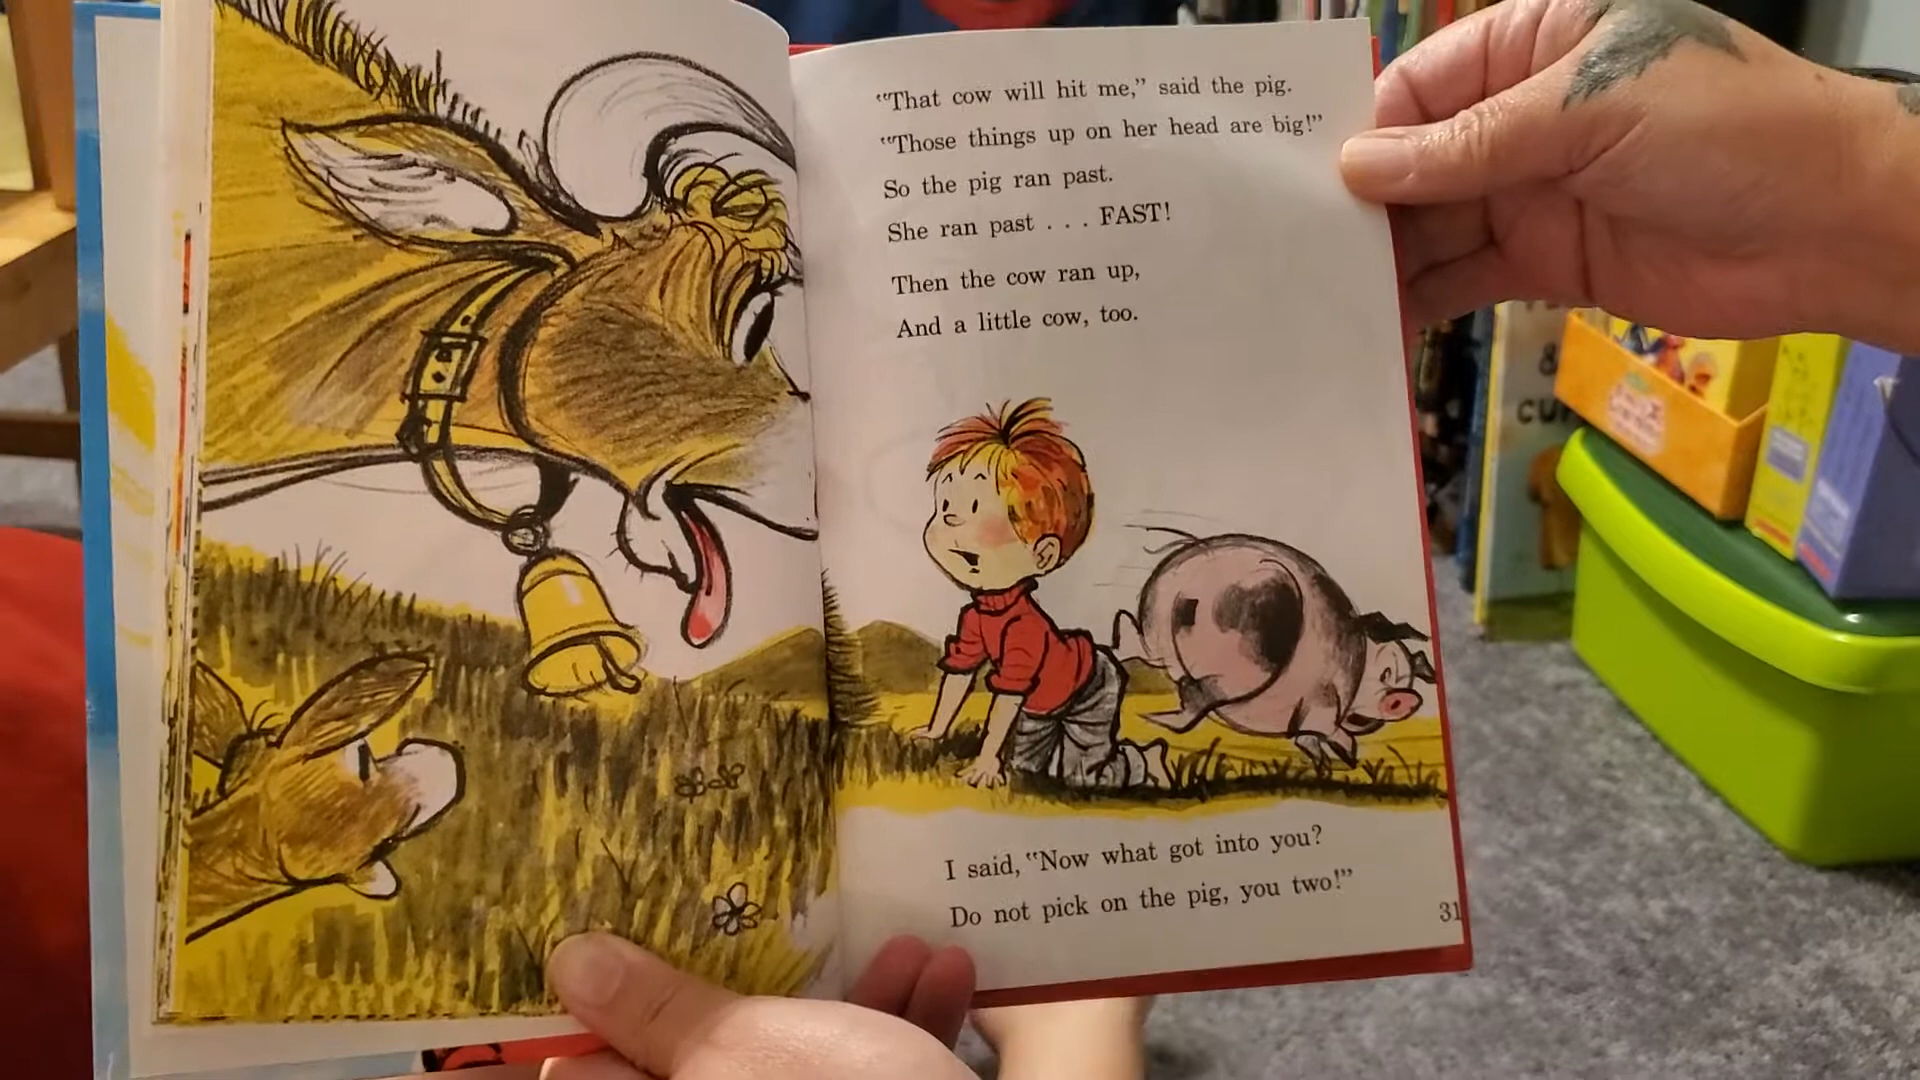 "That cow will hit me," said the pig.
"Those things up on her head are big!"
So the pig ran past.
She ran past . . . FAST!
Then the cow ran up,
And a little cow, too.
I said, "Now what got into you?
Do not pick on the pig, you two!"
31